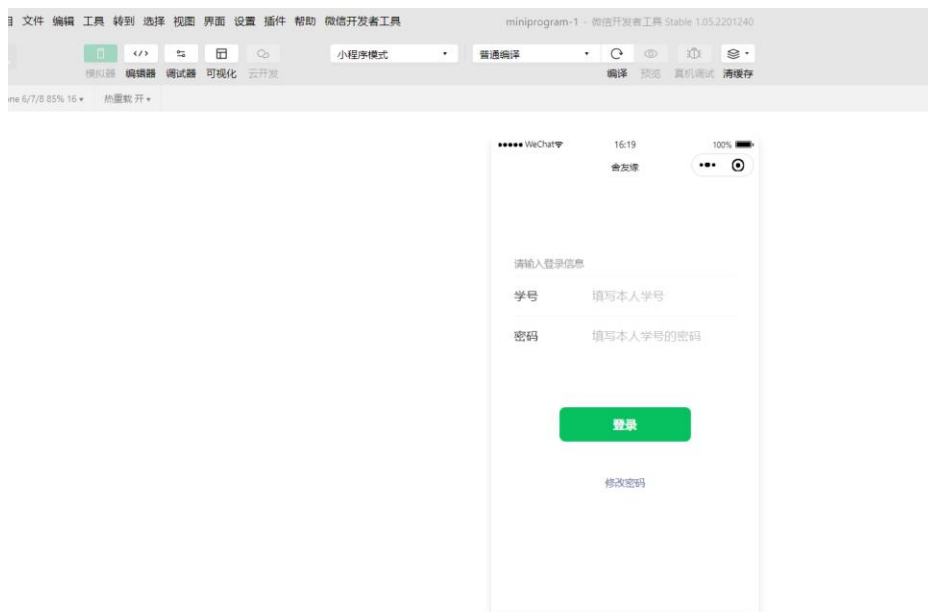 文件 编辑 工具 转到 选择 视图 界面 设置 插件 帮助 微信开发者工具 miniprogram-1 - 微信开发者工具 Stable 1.05.2201240
小程序模式 普通编译
模拟器 编辑器 调试器 可视化 云开发 编译 预览 真机调试 清缓存
one 6/7/8 85% 16 热重载 开
WeChat 16:19 100%
舍友缘
请输入登录信息
学号 填写本人学号
密码 填写本人学号的密码
登录
修改密码